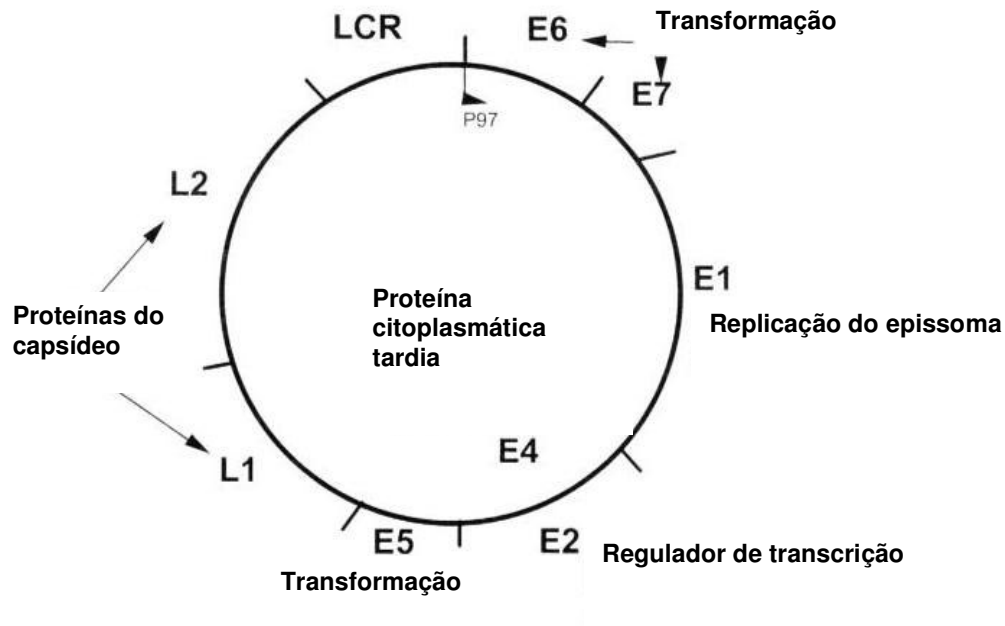 LCR
E6
Transformação
E7
P97
L2
E1
Proteínas do
capsídeo
Proteína
citoplasmática
tardia
Replicação do epissoma
E4
L1
E5
E2
Regulador de transcrição
Transformação